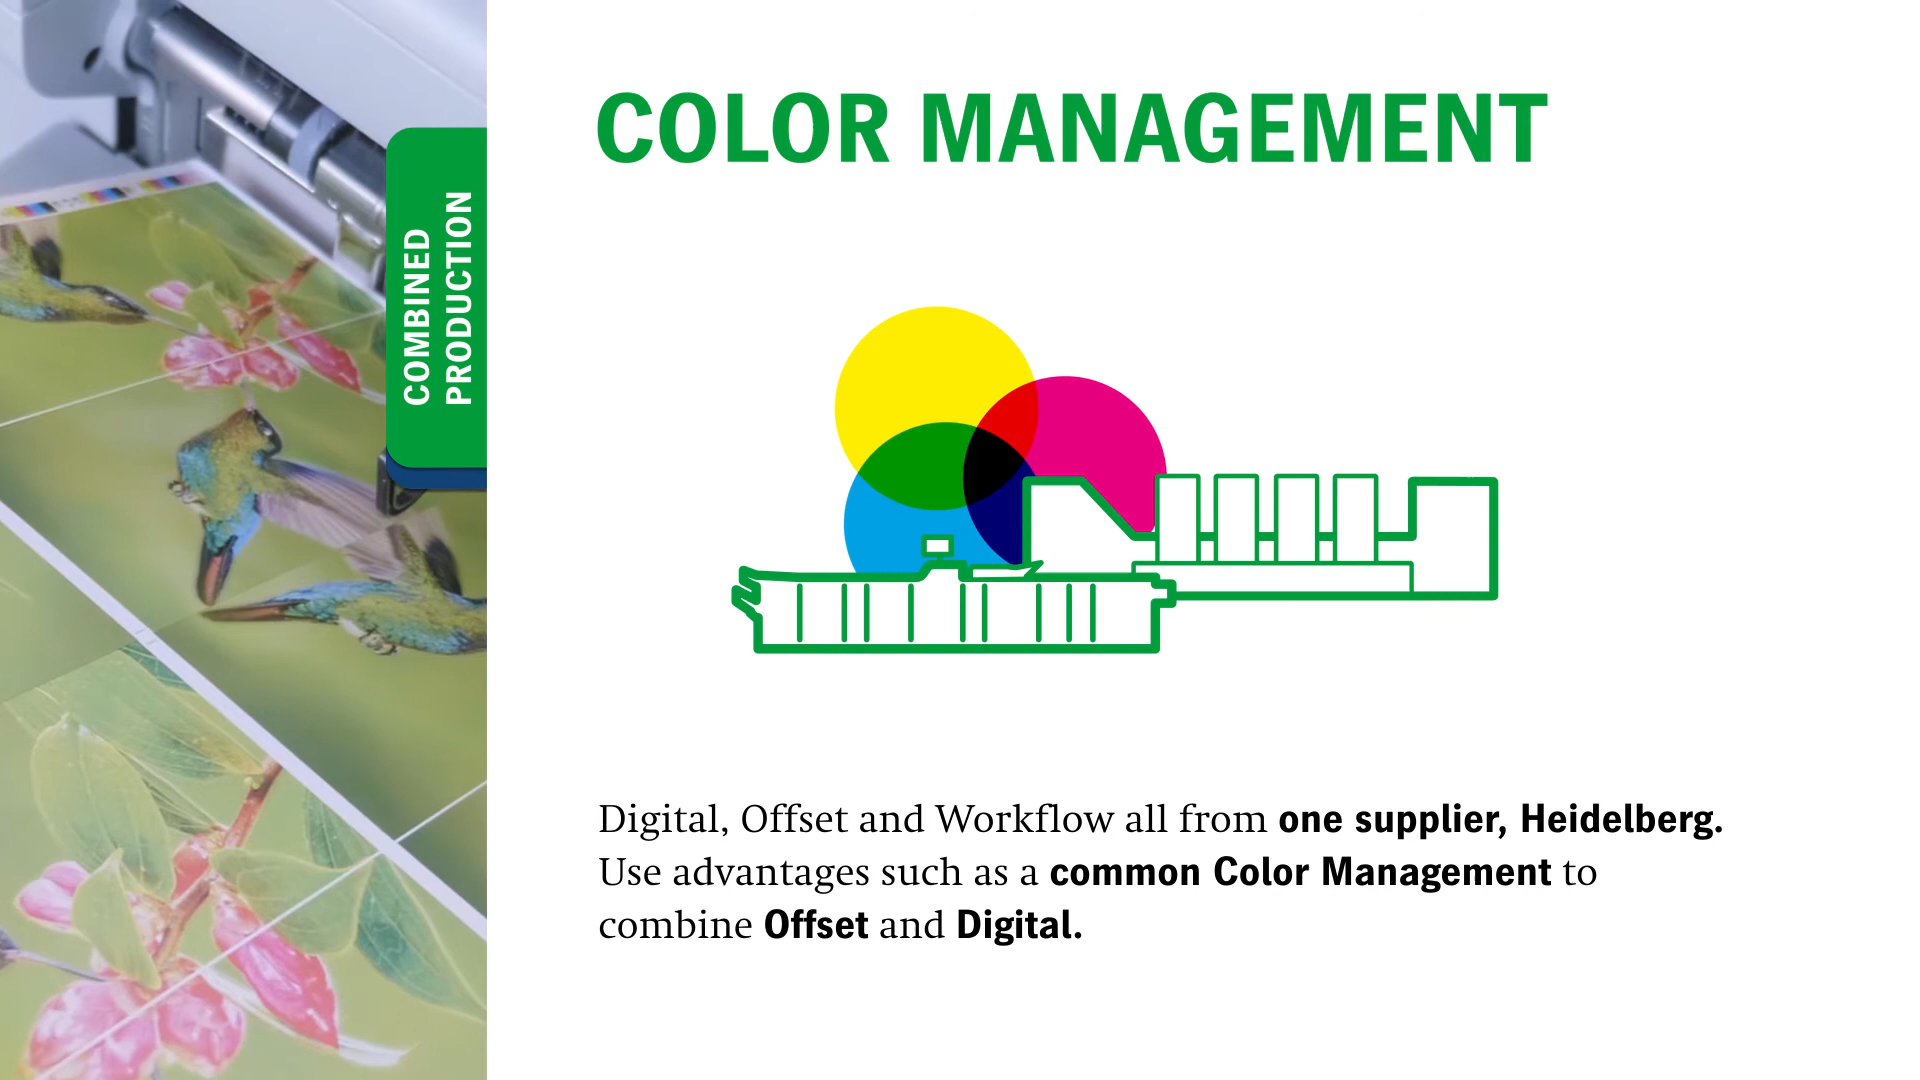 COMBINED
PRODUCTION
COLOR MANAGEMENT
Digital, Offset and Workflow all from one supplier, Heidelberg.
Use advantages such as a common Color Management to
combine Offset and Digital.